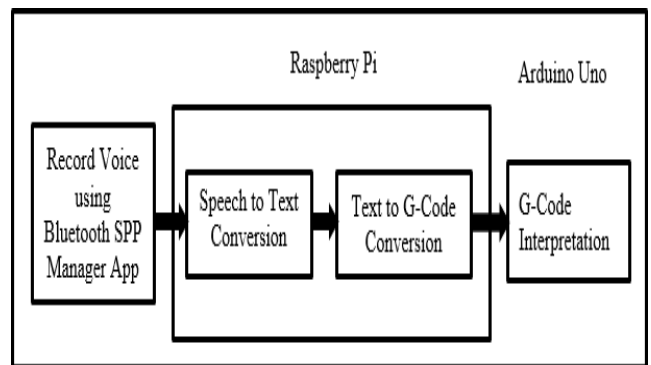 Raspberry Pi
Arduino Uno
Record Voice
using
Bluetooth SPP
Manager App
Speech to Text
Conversion
Text to G-Code
Conversion
G-Code
Interpretation